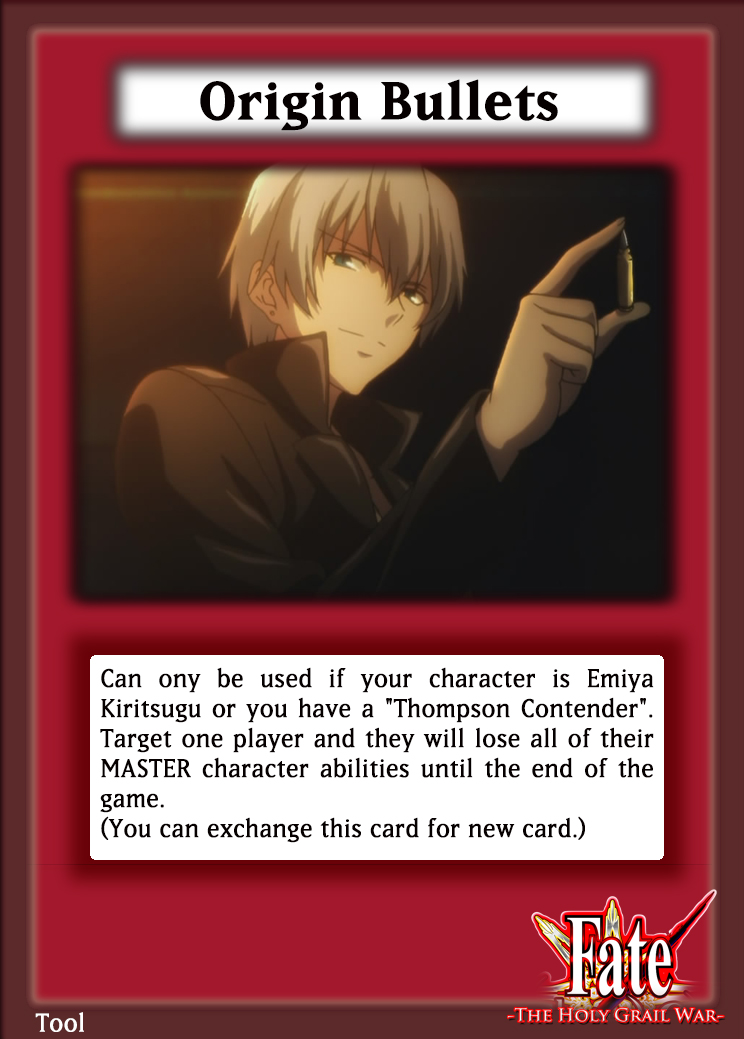 Origin Bullets
Can ony be used if your character is Emiya
Kiritsugu or you have a "Thompson Contender".
Target one player and they will lose all of their
MASTER character abilities until the end of the
game.
(You can exchange this card for new card.)
Fate
-THE HOLY GRAIL WAR-
Tool